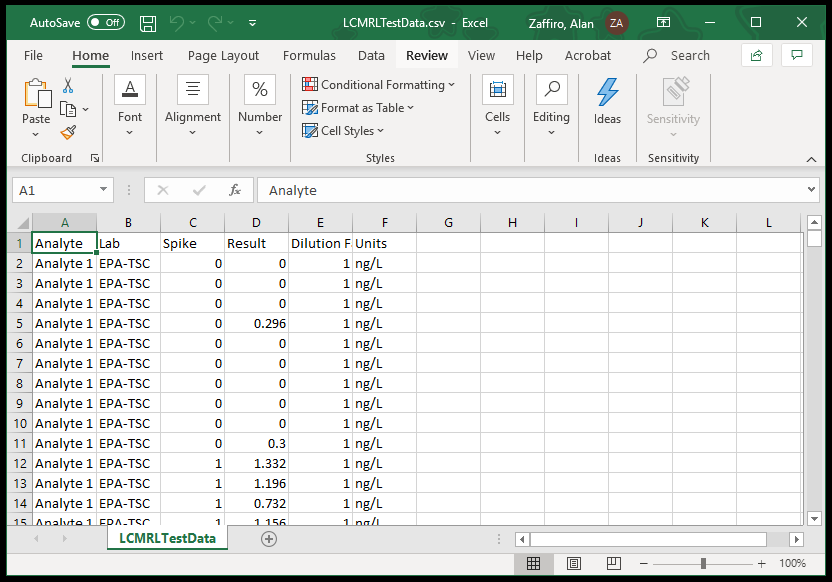 AutoSave Off LCMRLTestData.csv - Excel Zaffiro, Alan ZA
File Home Insert Page Layout Formulas Data Review View Help Acrobat Search
Paste Font Alignment % Number Conditional Formatting Format as Table Cell Styles Cells Editing Ideas Sensitivity
Clipboard Styles Ideas Sensitivity
A1 fx Analyte
A B C D E F G H I J K L
1 Analyte Lab Spike Result Dilution F Units
2 Analyte 1 EPA-TSC 0 0 1 ng/L
3 Analyte 1 EPA-TSC 0 0 1 ng/L
4 Analyte 1 EPA-TSC 0 0 1 ng/L
5 Analyte 1 EPA-TSC 0 0.296 1 ng/L
6 Analyte 1 EPA-TSC 0 0 1 ng/L
7 Analyte 1 EPA-TSC 0 0 1 ng/L
8 Analyte 1 EPA-TSC 0 0 1 ng/L
9 Analyte 1 EPA-TSC 0 0 1 ng/L
10 Analyte 1 EPA-TSC 0 0 1 ng/L
11 Analyte 1 EPA-TSC 0 0.3 1 ng/L
12 Analyte 1 EPA-TSC 1 1.332 1 ng/L
13 Analyte 1 EPA-TSC 1 1.196 1 ng/L
14 Analyte 1 EPA-TSC 1 0.732 1 ng/L
15 Analyte 1 EPA-TSC 1 1.156 1 ng/L
LCMRLTestData
100%